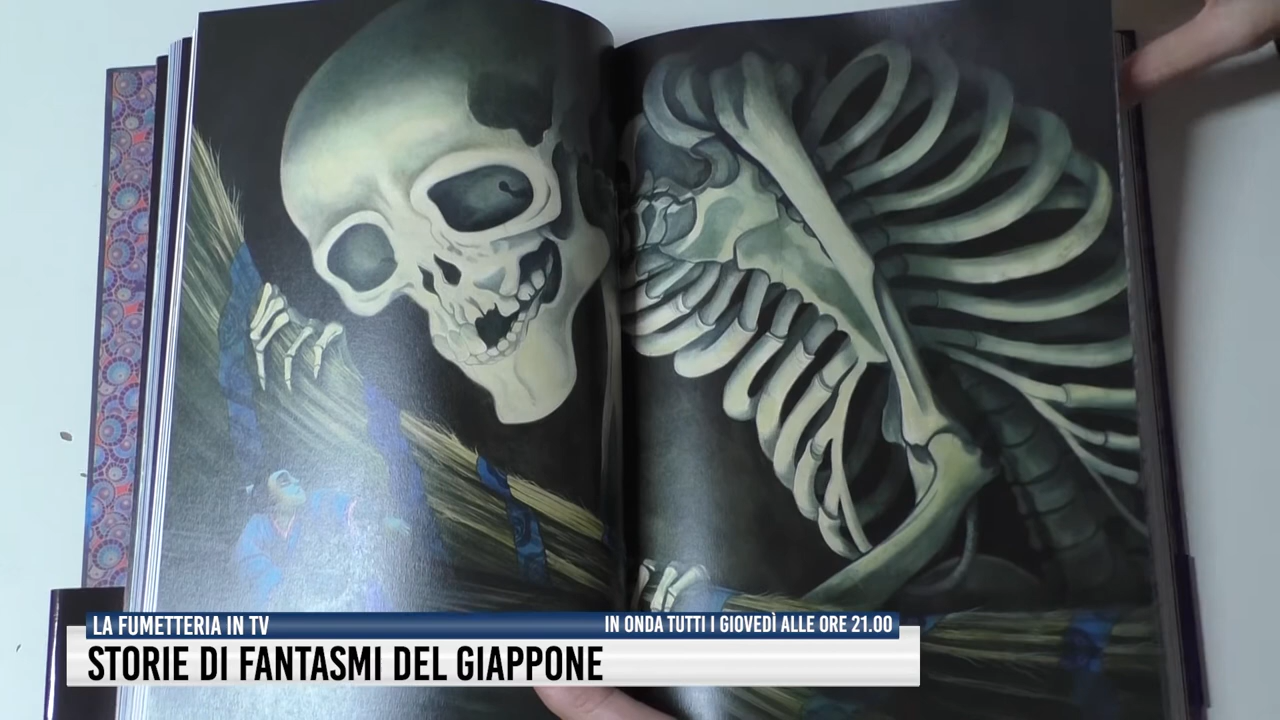 LA FUMETTERIA IN TV
IN ONDA TUTTI I GIOVEDÌ ALLE ORE 21.00
STORIE DI FANTASMI DEL GIAPPONE